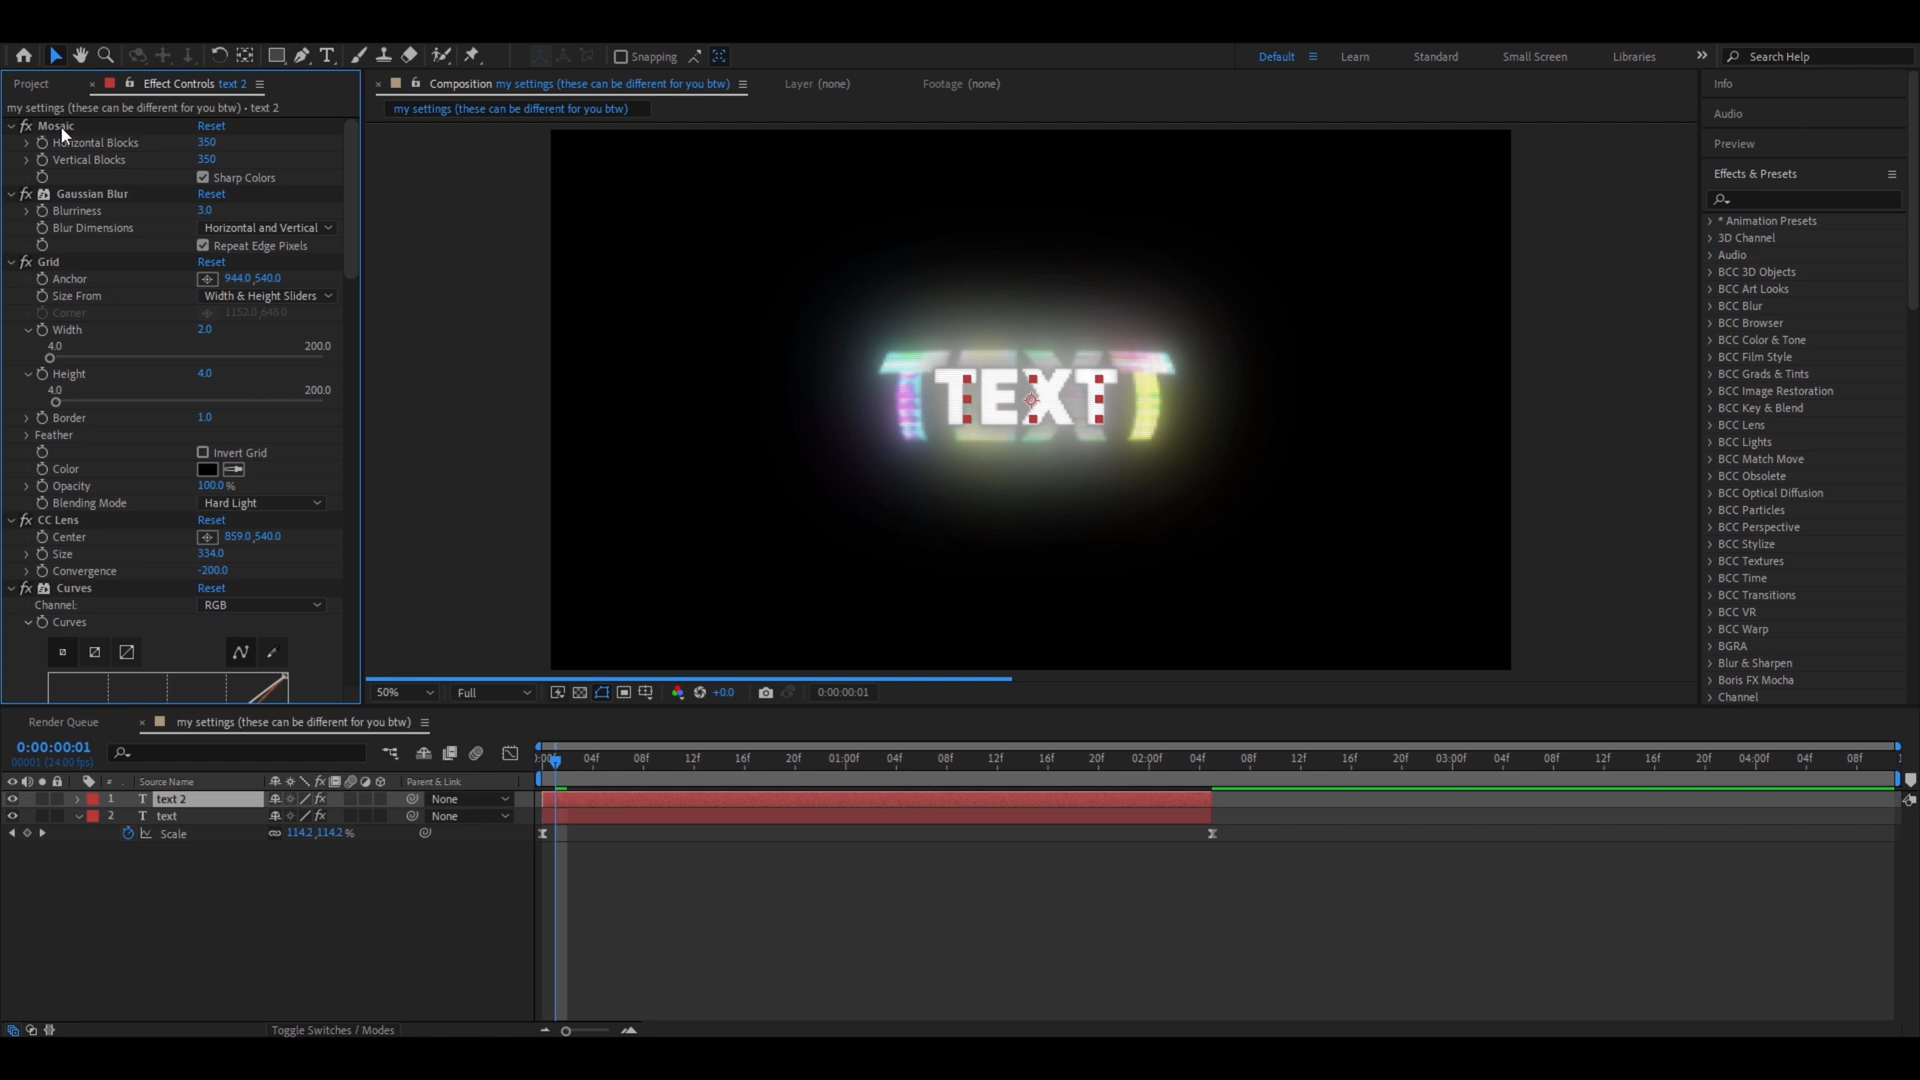 Snapping
Default
Learn
Standard
Small Screen
Libraries
Search Help
Project
Effect Controls text 2
my settings (these can be different for you btw) • text 2
Mosaic Reset
Horizontal Blocks 350
Vertical Blocks 350
Sharp Colors
Gaussian Blur Reset
Blurriness 3.0
Blur Dimensions Horizontal and Vertical
Repeat Edge Pixels
Grid Reset
Anchor 944.0,540.0
Size From Width & Height Sliders
Corner 1152.0,648.0
Width 2.0
4.0 200.0
Height 4.0
4.0 200.0
Border 1.0
Feather
Invert Grid
Color
Opacity 100.0 %
Blending Mode Hard Light
CC Lens Reset
Center 859.0,540.0
Size 334.0
Convergence -200.0
Curves Reset
Channel: RGB
Curves
Composition my settings (these can be different for you btw)
Layer (none)
Footage (none)
my settings (these can be different for you btw)
TEXT
TEXT
50%
Full
+0.0
0:00:00:01
Info
Audio
Preview
Effects & Presets
* Animation Presets
3D Channel
Audio
BCC 3D Objects
BCC Art Looks
BCC Blur
BCC Browser
BCC Color & Tone
BCC Film Style
BCC Grads & Tints
BCC Image Restoration
BCC Key & Blend
BCC Lens
BCC Lights
BCC Match Move
BCC Obsolete
BCC Optical Diffusion
BCC Particles
BCC Perspective
BCC Stylize
BCC Textures
BCC Time
BCC Transitions
BCC VR
BCC Warp
BGRA
Blur & Sharpen
Boris FX Mocha
Channel
Render Queue
my settings (these can be different for you btw)
0:00:00:01
00001 (24.00 fps)
# Source Name
Parent & Link
1 T text 2 None
2 T text None
Scale 114.2,114.2 %
04f 08f 12f 16f 20f 01:00f 04f 08f 12f 16f 20f 02:00f 04f 08f 12f 16f 20f 03:00f 04f 08f 12f 16f 20f 04:00f 04f 08f
Toggle Switches / Modes